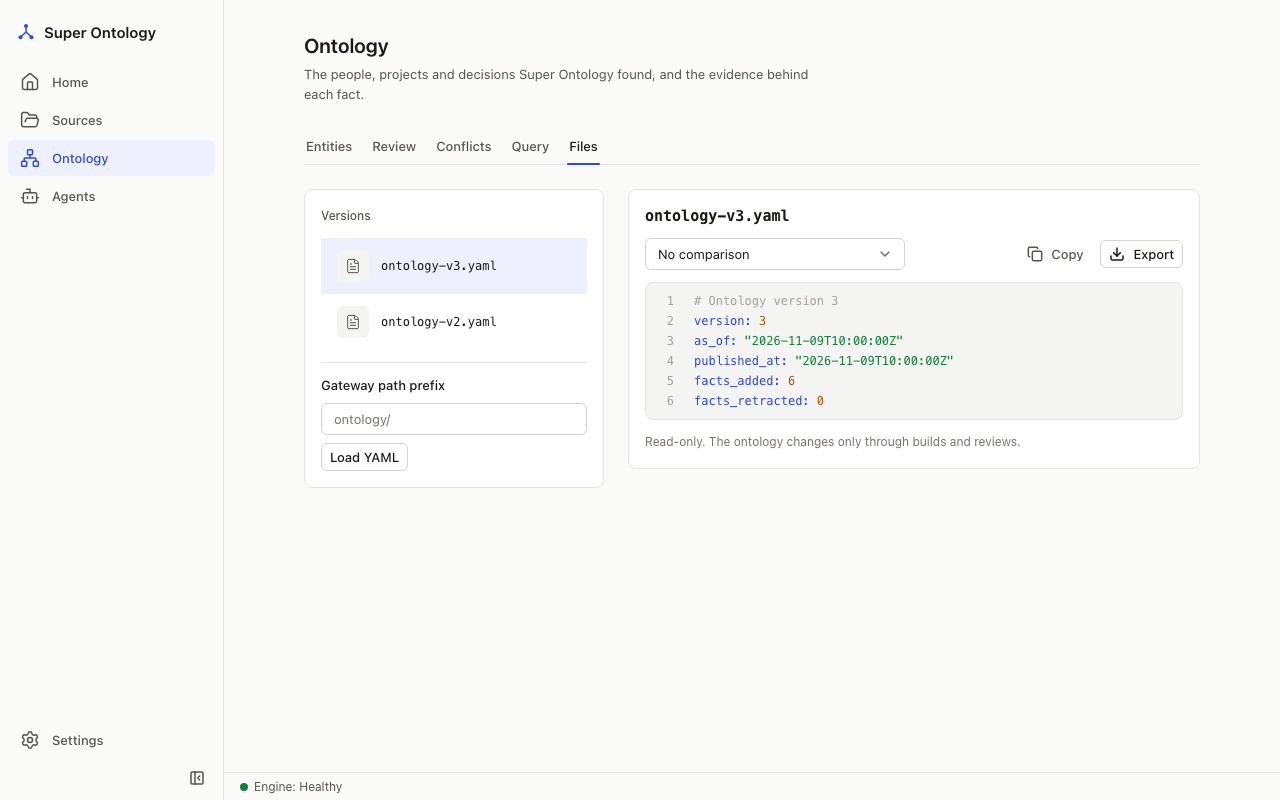 Super Ontology
Home
Sources
Ontology
Agents
Settings
Ontology
The people, projects and decisions Super Ontology found, and the evidence behind
each fact.
Entities
Review
Conflicts
Query
Files
Versions
ontology-v3.yaml
ontology-v2.yaml
Gateway path prefix
ontology/
Load YAML
ontology-v3.yaml
No comparison
Copy
Export
1 # Ontology version 3
2 version: 3
3 as_of: "2026-11-09T10:00:00Z"
4 published_at: "2026-11-09T10:00:00Z"
5 facts_added: 6
6 facts_retracted: 0
Read-only. The ontology changes only through builds and reviews.
Engine: Healthy